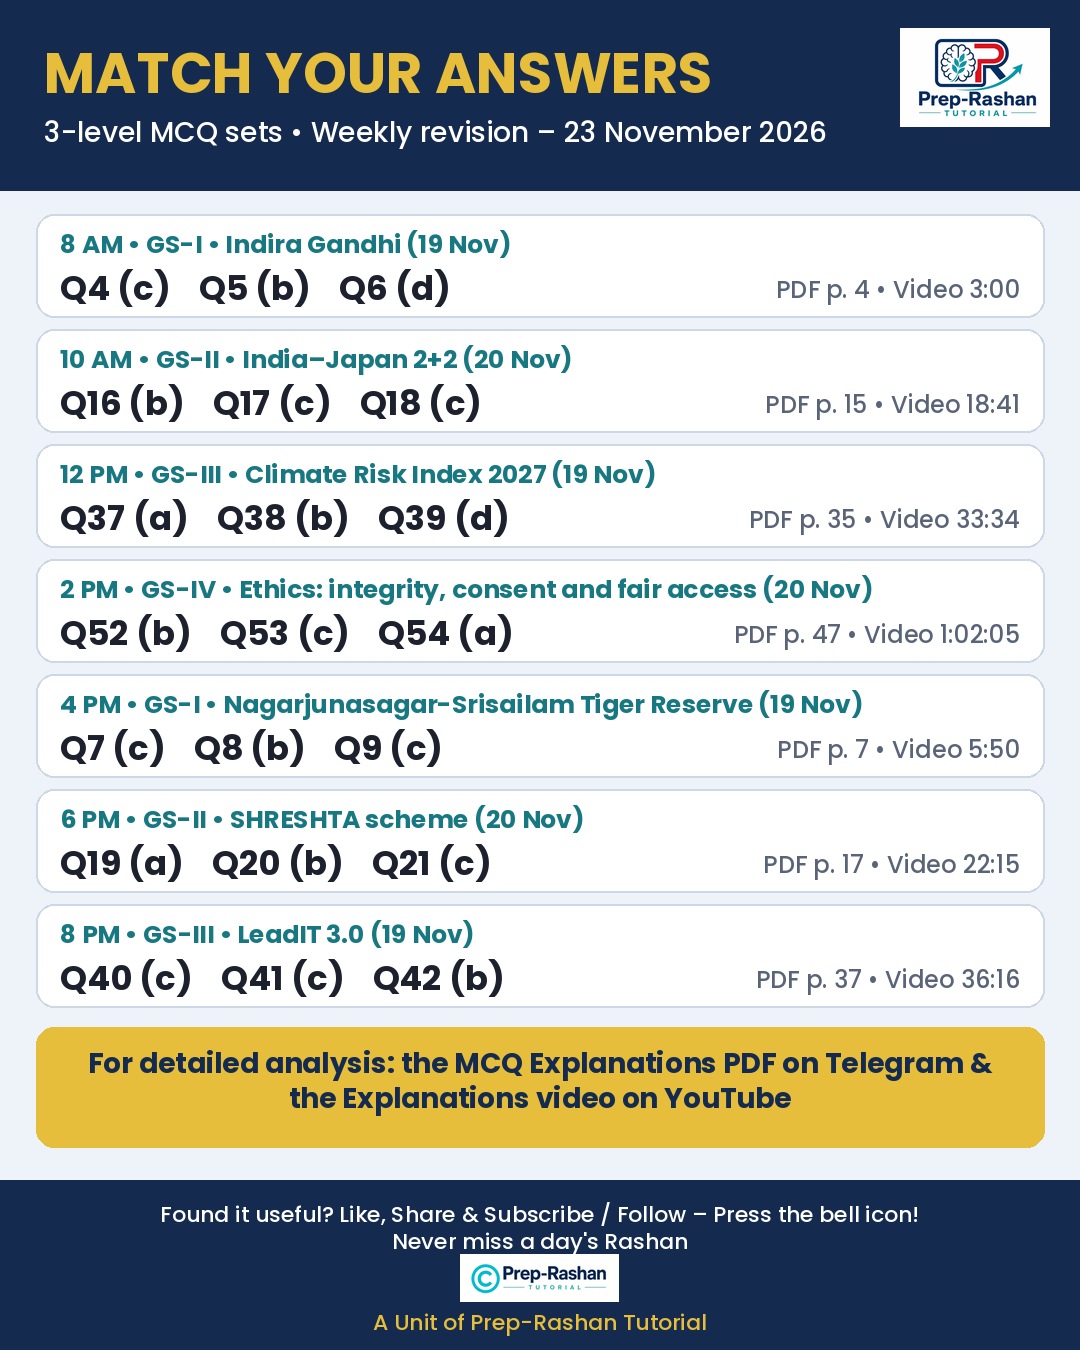 MATCH YOUR ANSWERS
3-level MCQ sets • Weekly revision – 23 November 2026
Prep-Rashan
TUTORIAL
8 AM • GS-I • Indira Gandhi (19 Nov)
Q4 (c) Q5 (b) Q6 (d)
PDF p. 4 • Video 3:00
10 AM • GS-II • India–Japan 2+2 (20 Nov)
Q16 (b) Q17 (c) Q18 (c)
PDF p. 15 • Video 18:41
12 PM • GS-III • Climate Risk Index 2027 (19 Nov)
Q37 (a) Q38 (b) Q39 (d)
PDF p. 35 • Video 33:34
2 PM • GS-IV • Ethics: integrity, consent and fair access (20 Nov)
Q52 (b) Q53 (c) Q54 (a)
PDF p. 47 • Video 1:02:05
4 PM • GS-I • Nagarjunasagar-Srisailam Tiger Reserve (19 Nov)
Q7 (c) Q8 (b) Q9 (c)
PDF p. 7 • Video 5:50
6 PM • GS-II • SHRESHTA scheme (20 Nov)
Q19 (a) Q20 (b) Q21 (c)
PDF p. 17 • Video 22:15
8 PM • GS-III • LeadIT 3.0 (19 Nov)
Q40 (c) Q41 (c) Q42 (b)
PDF p. 37 • Video 36:16
For detailed analysis: the MCQ Explanations PDF on Telegram &
the Explanations video on YouTube
Found it useful? Like, Share & Subscribe / Follow – Press the bell icon!
Never miss a day's Rashan
© Prep-Rashan
TUTORIAL
A Unit of Prep-Rashan Tutorial